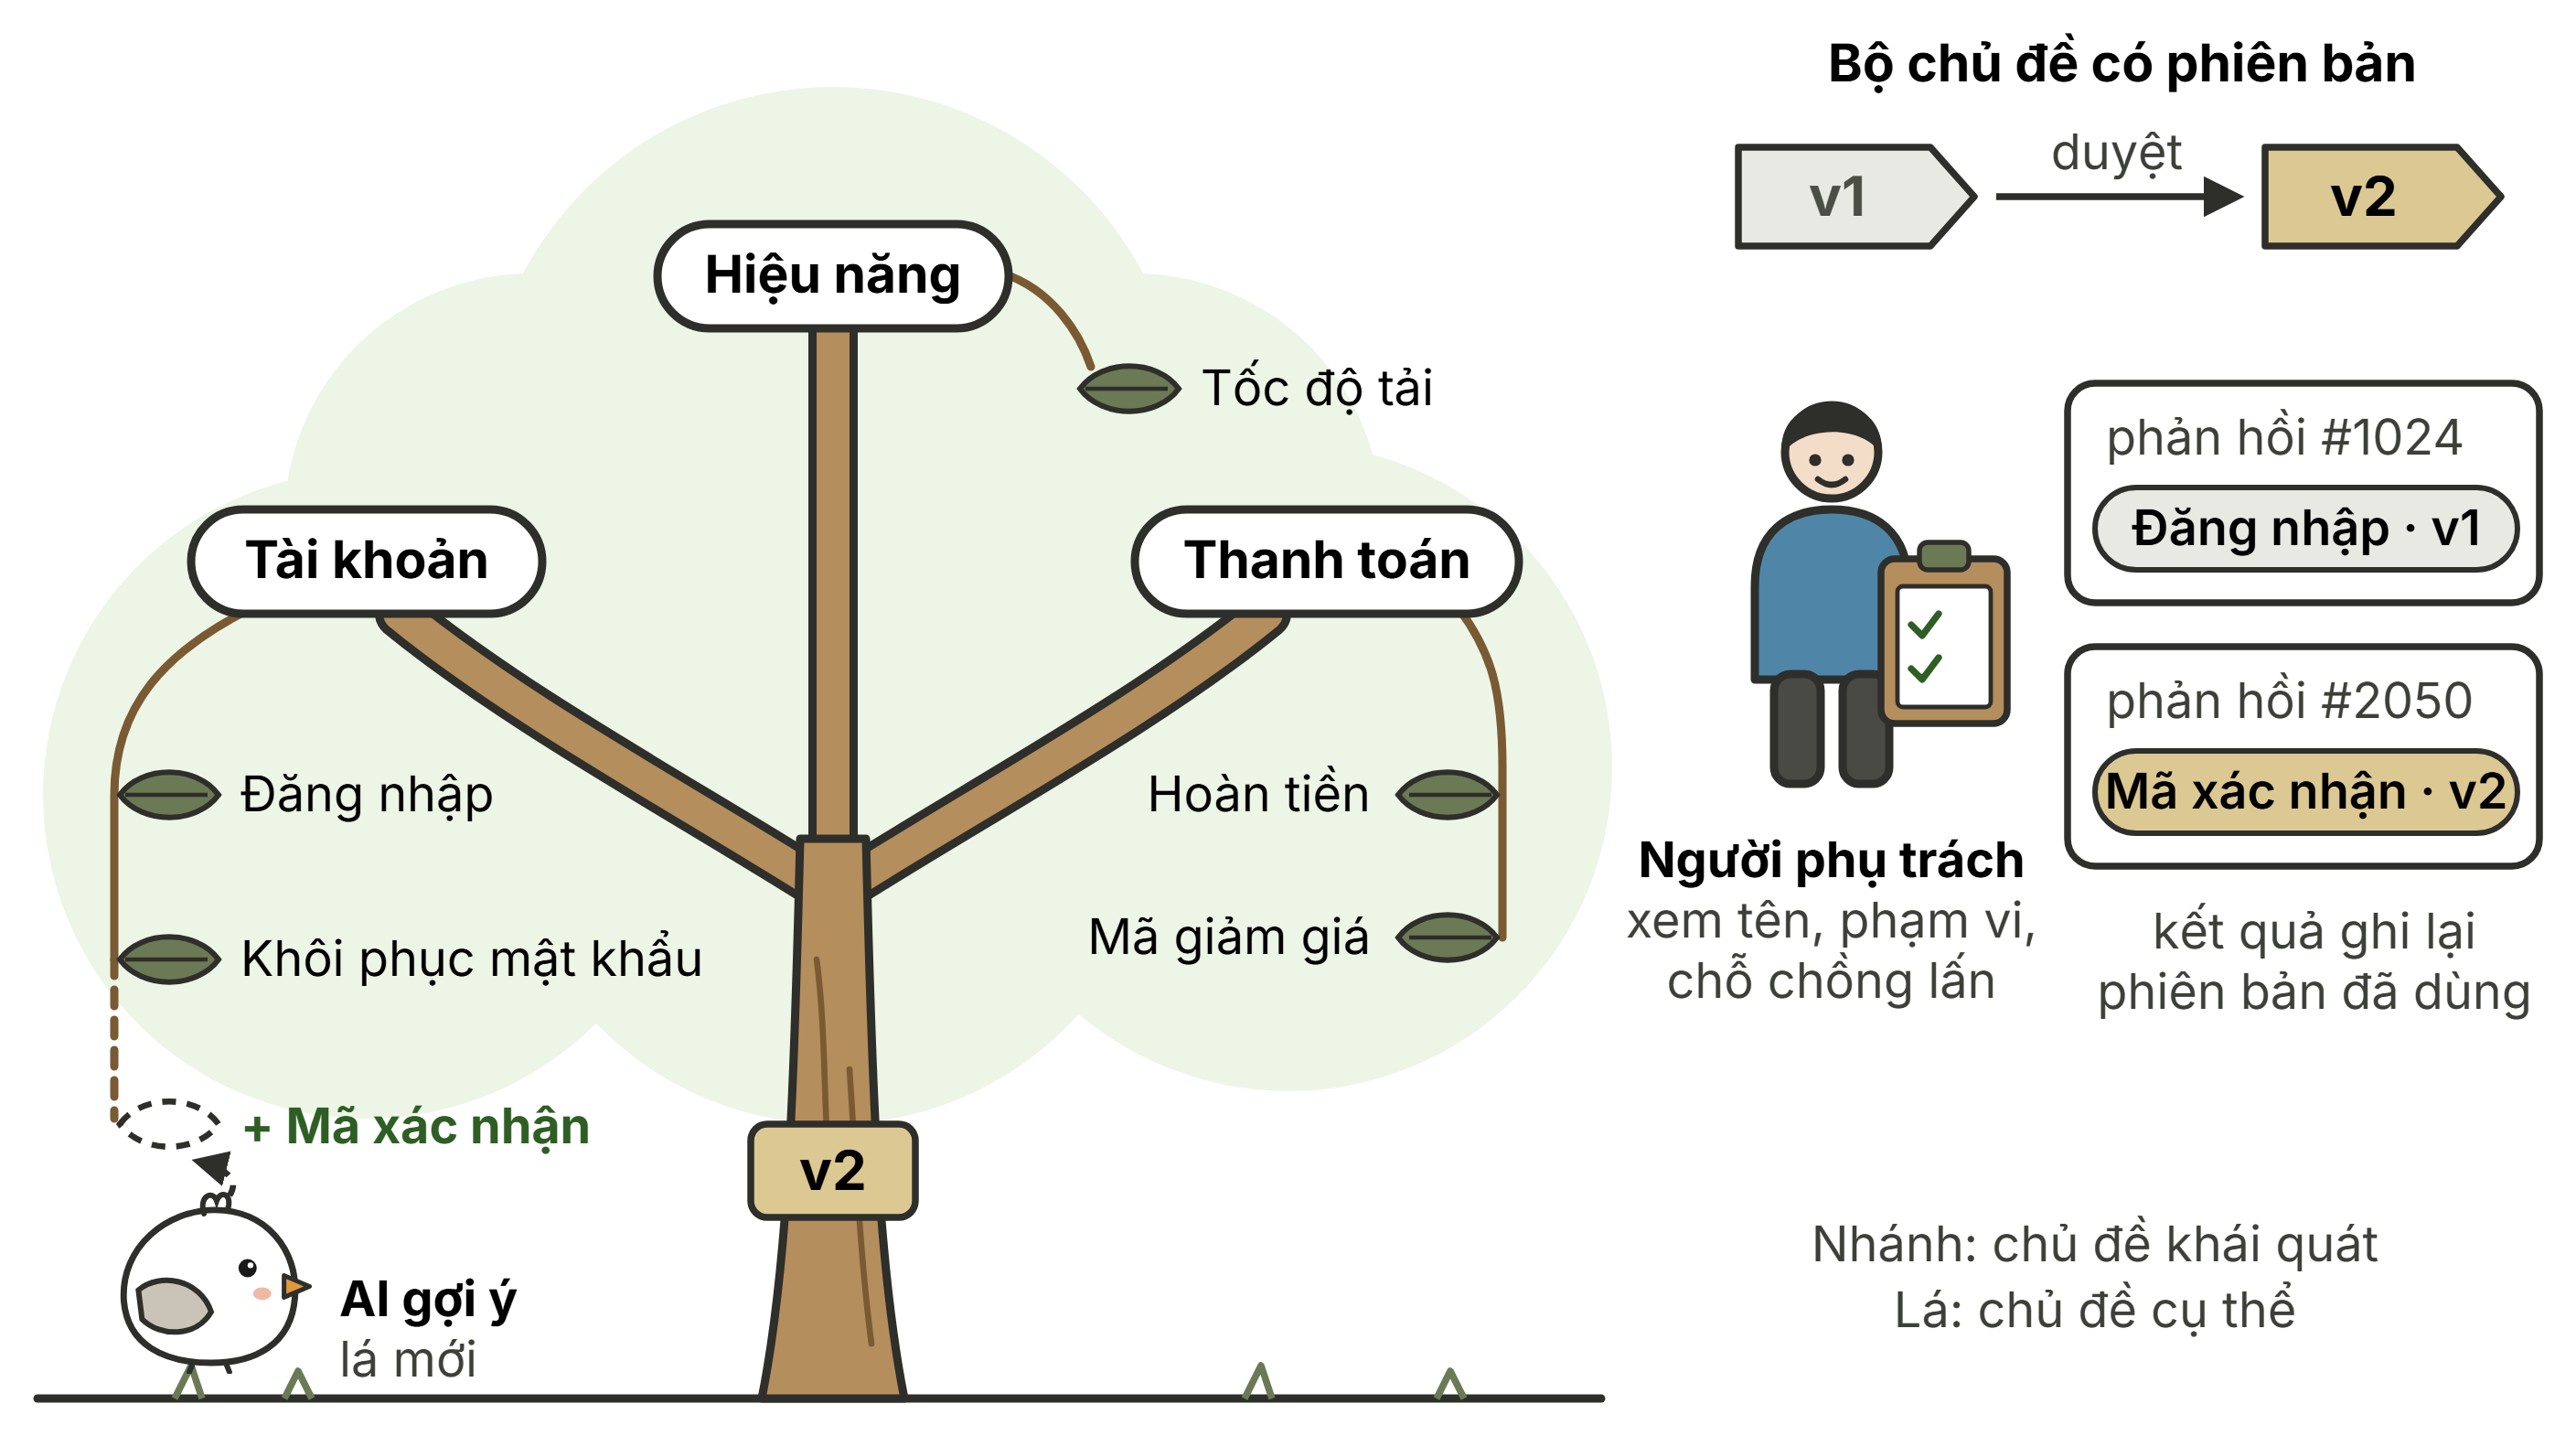 Bộ chủ đề có phiên bản
v1
duyệt
v2
Hiệu năng
Tốc độ tải
Tài khoản
Thanh toán
Đăng nhập
Khôi phục mật khẩu
+ Mã xác nhận
Hoàn tiền
Mã giảm giá
v2
AI gợi ý
lá mới
Người phụ trách
xem tên, phạm vi,
chỗ chồng lấn
phản hồi #1024
Đăng nhập · v1
phản hồi #2050
Mã xác nhận · v2
kết quả ghi lại
phiên bản đã dùng
Nhánh: chủ đề khái quát
Lá: chủ đề cụ thể